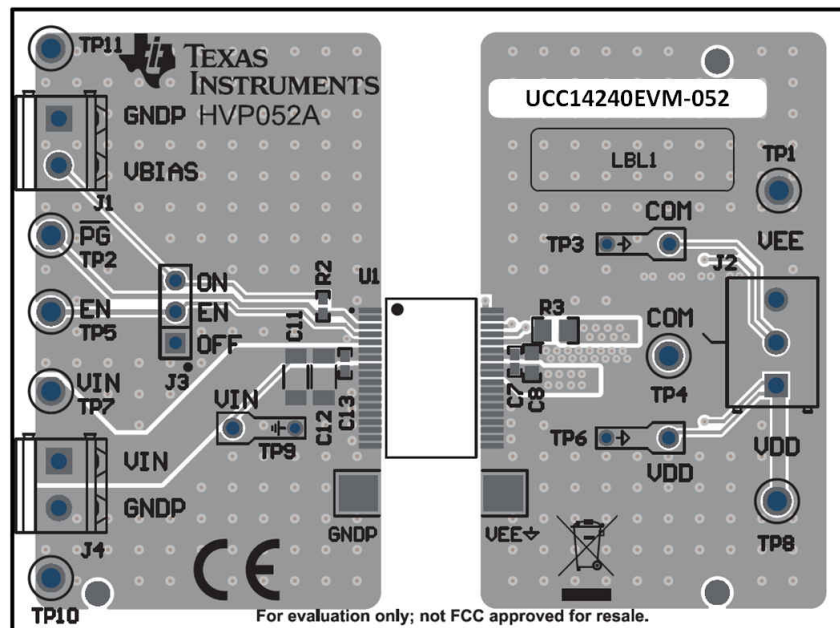 TP11
TEXAS
INSTRUMENTS
HVP052A
GNDP
VBIAS
J1
PG
TP2
EN
TP5
VIN
TP7
VIN
GNDP
J4
TP10
ON
EN
OFF
J3
R2
U1
C11
C12
C13
VIN
TP9
GNDP
UCC14240EVM-052
LBL1
TP1
VEE
COM
TP3
J2
R3
COM
TP4
C7
C8
TP6
VDD
VDD
TP8
VEE
CE
For evaluation only; not FCC approved for resale.